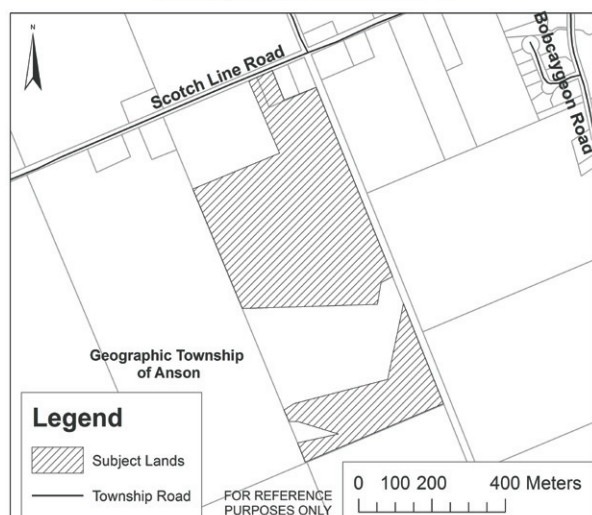 N
Scotch Line Road
Bobcaygeon Road
Geographic Township
of Anson
Legend
Subject Lands
Township Road
FOR REFERENCE
PURPOSES ONLY
0 100 200 400 Meters